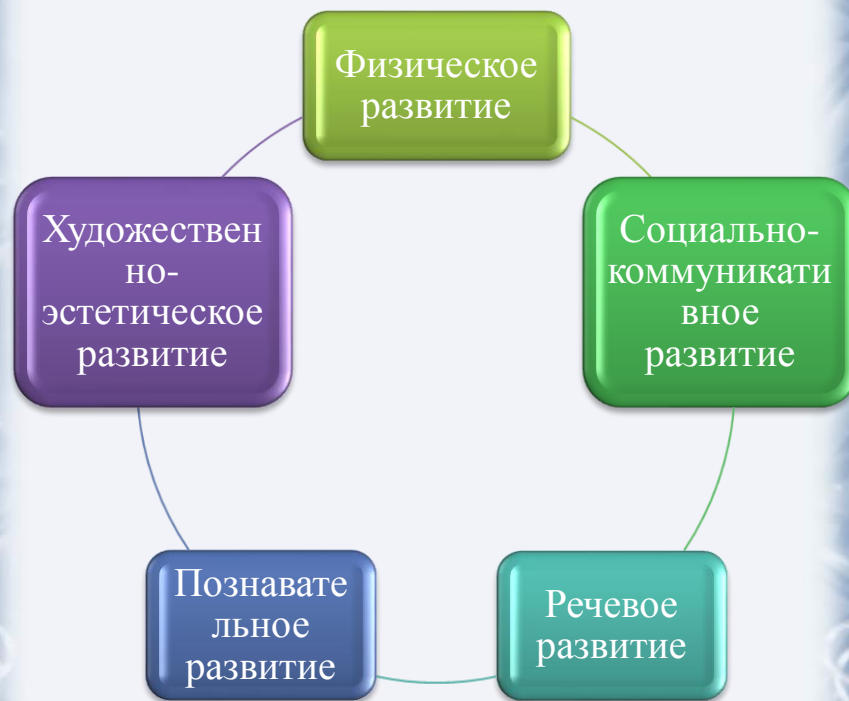 Физическое
развитие
Социально-
коммуникати
вное
развитие
Речевое
развитие
Познавате
льное
развитие
Художествен
но-
эстетическое
развитие